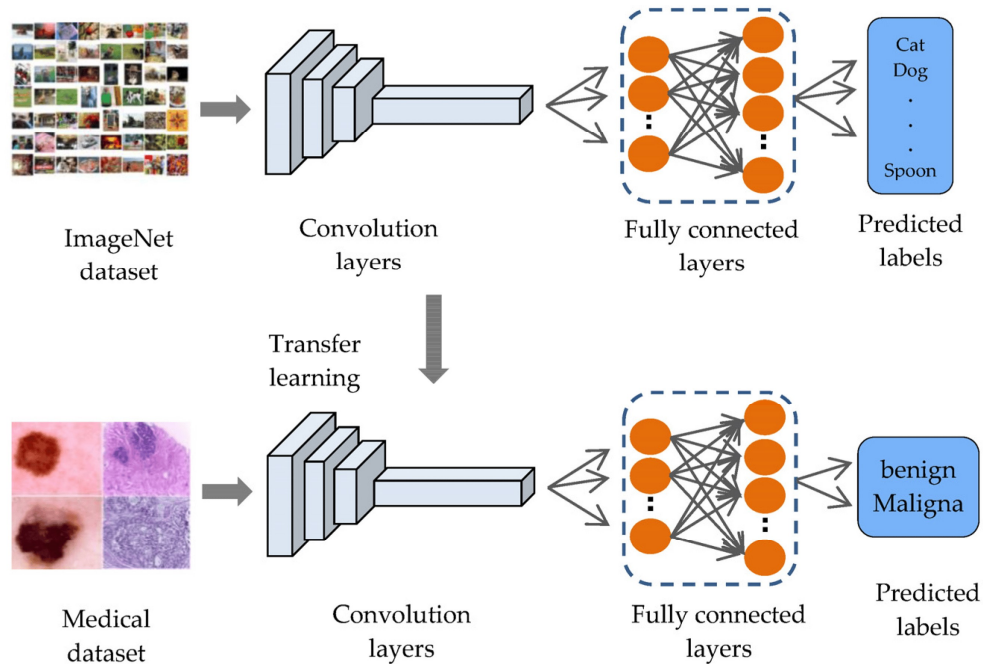 Cat
Dog
.
.
.
Spoon
ImageNet
dataset
Convolution
layers
Fully connected
layers
Predicted
labels
Transfer
learning
benign
Maligna
Medical
dataset
Convolution
layers
Fully connected
layers
Predicted
labels